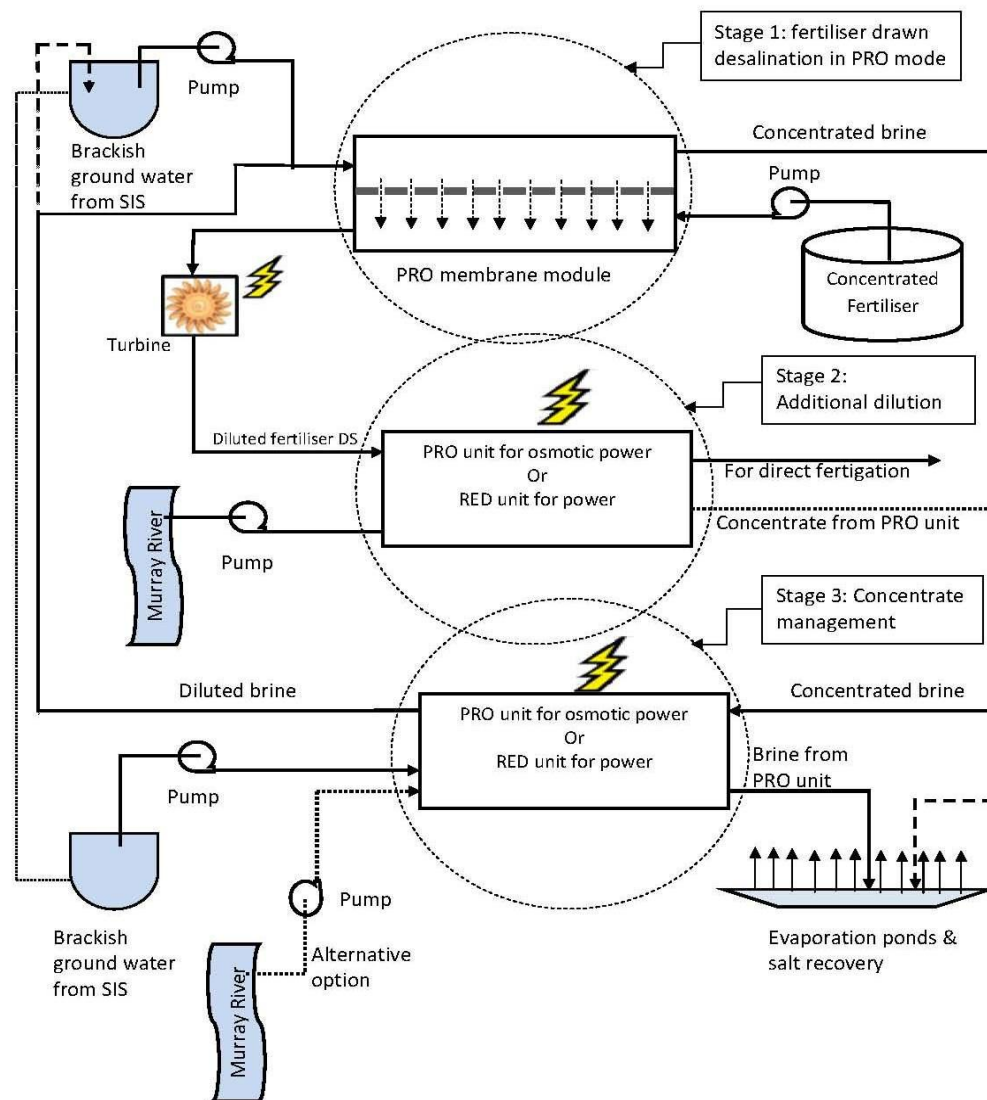 Stage 1: fertiliser drawn
desalination in PRO mode
Pump
Brackish
ground water
from SIS
Concentrated brine
Pump
PRO membrane module
Concentrated
Fertiliser
Turbine
Stage 2:
Additional dilution
Diluted fertiliser DS
PRO unit for osmotic power
Or
RED unit for power
For direct fertigation
Concentrate from PRO unit
Murray River
Pump
Stage 3: Concentrate
management
Diluted brine
PRO unit for osmotic power
Or
RED unit for power
Concentrated brine
Brine from
PRO unit
Pump
Pump
Brackish
ground water
from SIS
Alternative
option
Murray River
Evaporation ponds &
salt recovery